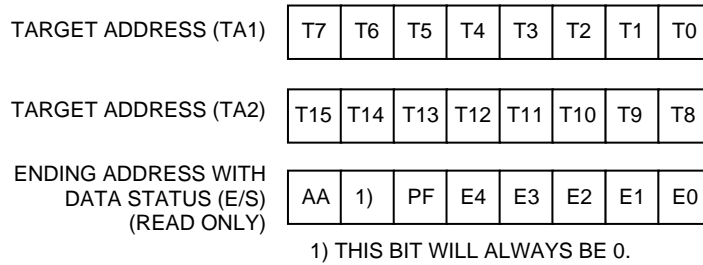 TARGET ADDRESS (TA1) T7 T6 T5 T4 T3 T2 T1 T0
TARGET ADDRESS (TA2) T15 T14 T13 T12 T11 T10 T9 T8
ENDING ADDRESS WITH
DATA STATUS (E/S)
(READ ONLY)
AA 1) PF E4 E3 E2 E1 E0
1) THIS BIT WILL ALWAYS BE 0.